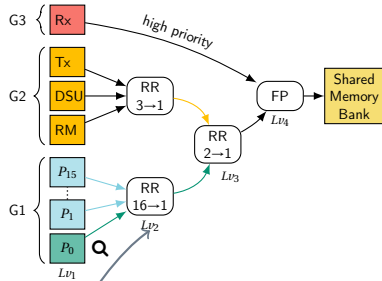 G3
Rx
high priority
G2
Tx
DSU
RM
RR
3→1
FP
Lv4
Shared
Memory
Bank
RR
2→1
Lv3
G1
P15
P1
P0
Lv1
RR
16→1
Lv2